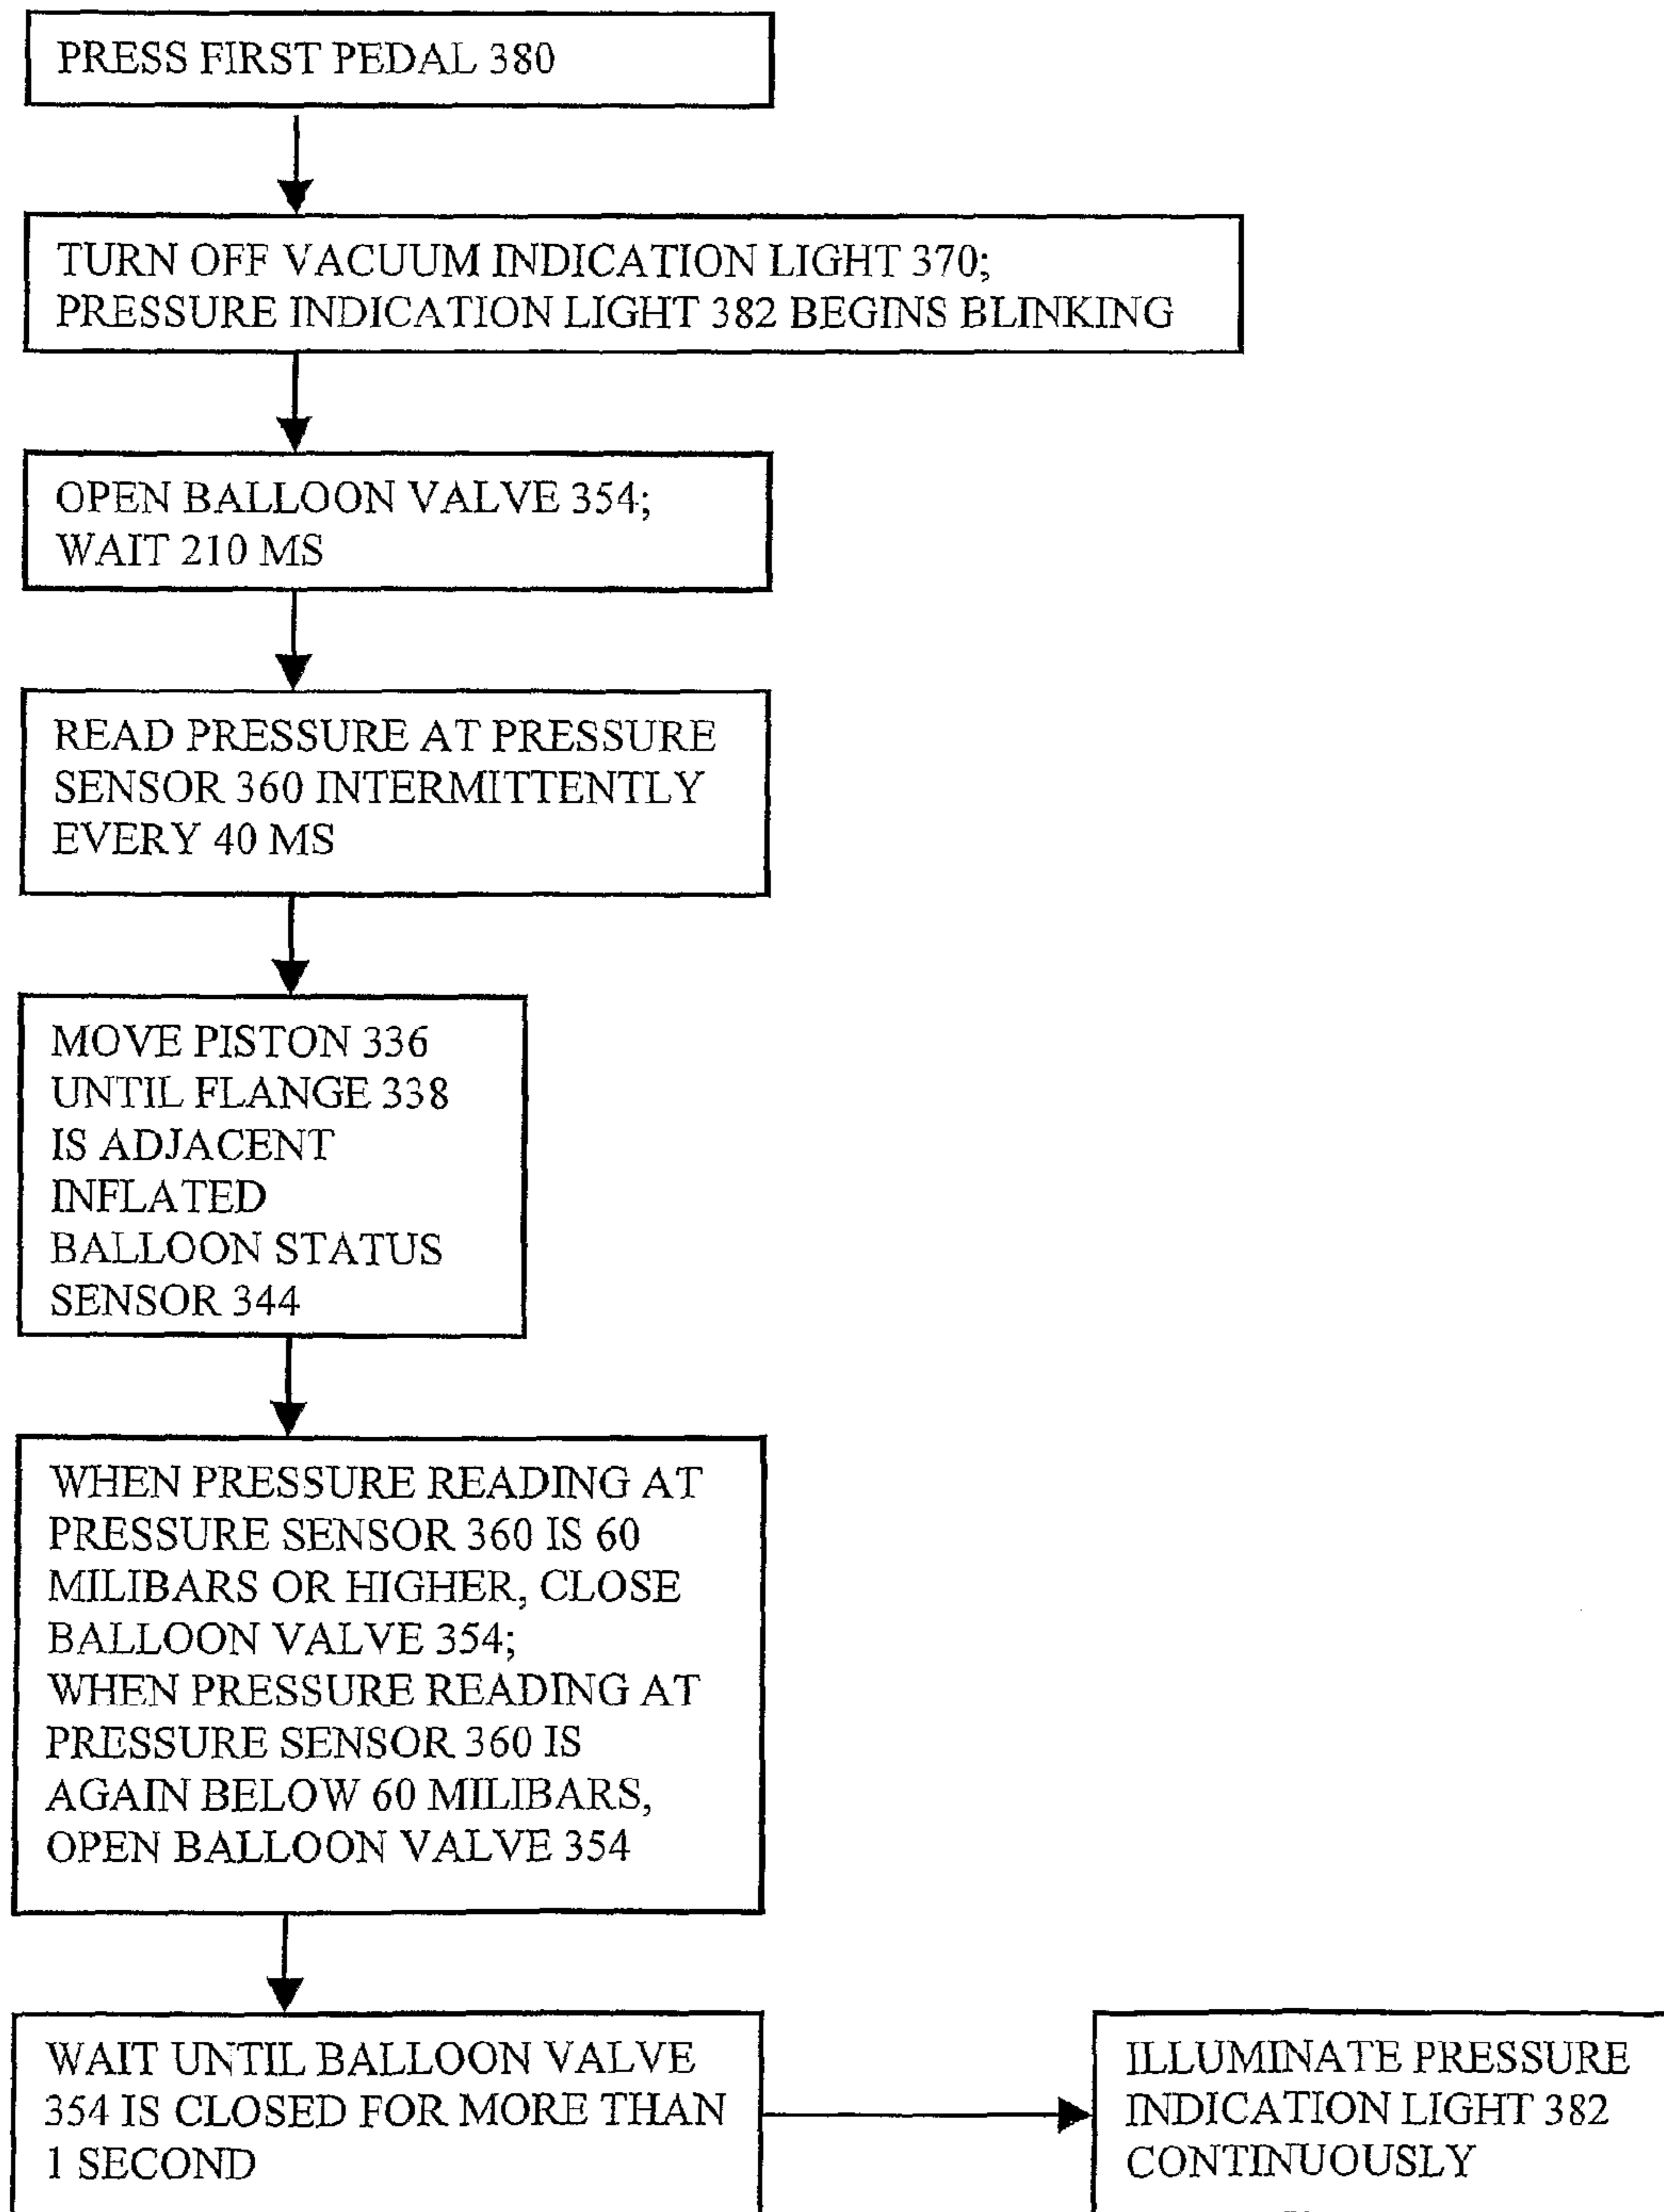 PRESS FIRST PEDAL 380
TURN OFF VACUUM INDICATION LIGHT 370;
PRESSURE INDICATION LIGHT 382 BEGINS BLINKING
OPEN BALLOON VALVE 354;
WAIT 210 MS
READ PRESSURE AT PRESSURE
SENSOR 360 INTERMITTENTLY
EVERY 40 MS
MOVE PISTON 336
UNTIL FLANGE 338
IS ADJACENT
INFLATED
BALLOON STATUS
SENSOR 344
WHEN PRESSURE READING AT
PRESSURE SENSOR 360 IS 60
MILIBARS OR HIGHER, CLOSE
BALLOON VALVE 354;
WHEN PRESSURE READING AT
PRESSURE SENSOR 360 IS
AGAIN BELOW 60 MILIBARS,
OPEN BALLOON VALVE 354
WAIT UNTIL BALLOON VALVE
354 IS CLOSED FOR MORE THAN
1 SECOND
ILLUMINATE PRESSURE
INDICATION LIGHT 382
CONTINUOUSLY